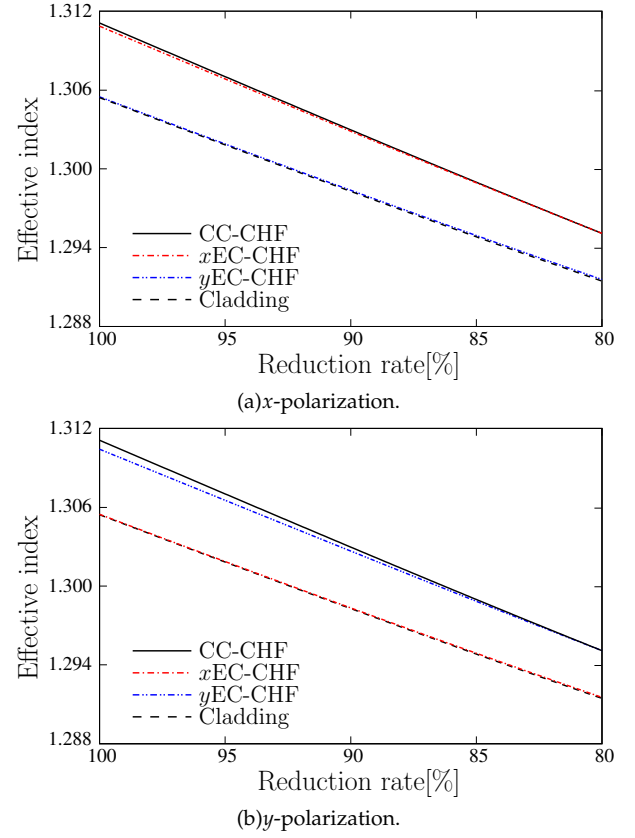 1.312
1.306
1.300
1.294
1.288
Effective index
CC-CHF
xEC-CHF
yEC-CHF
Cladding
100 95 90 85 80
Reduction rate[%]
(a)x-polarization.
1.312
1.306
1.300
1.294
1.288
Effective index
CC-CHF
xEC-CHF
yEC-CHF
Cladding
100 95 90 85 80
Reduction rate[%]
(b)y-polarization.